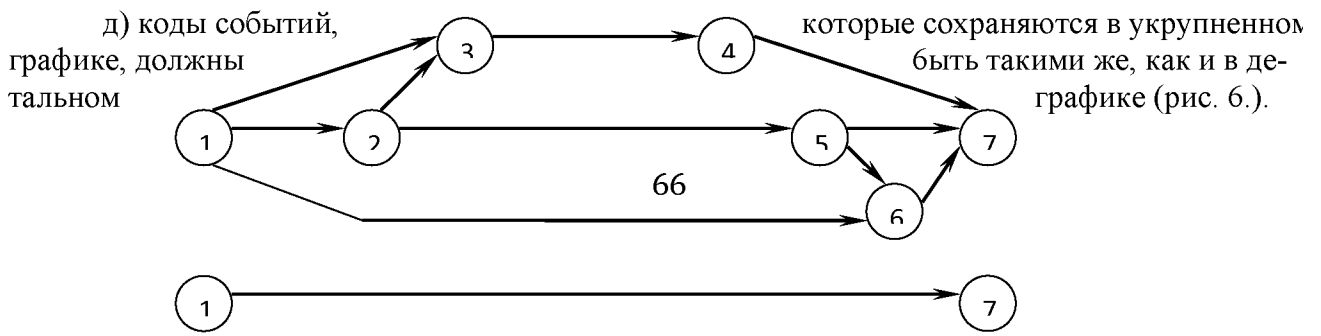 д) коды событий, которые сохраняются в укрупненном
графике, должны быть такими же, как и в де-
тальном графике (рис. 6.).
3 4
1 2 5 7
66
6
1 7